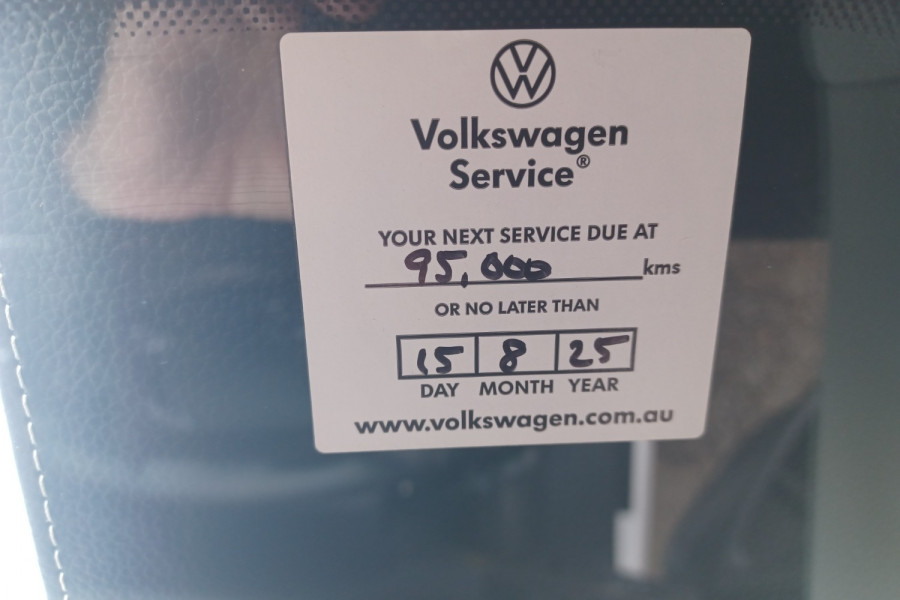 Volkswagen
Service®
YOUR NEXT SERVICE DUE AT
95,000 kms
OR NO LATER THAN
15 8 25
DAY MONTH YEAR
www.volkswagen.com.au